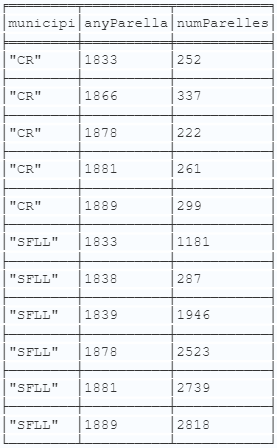 municipi anyParella numParelles
"CR" 1833 252
"CR" 1866 337
"CR" 1878 222
"CR" 1881 261
"CR" 1889 299
"SFLL" 1833 1181
"SFLL" 1838 287
"SFLL" 1839 1946
"SFLL" 1878 2523
"SFLL" 1881 2739
"SFLL" 1889 2818